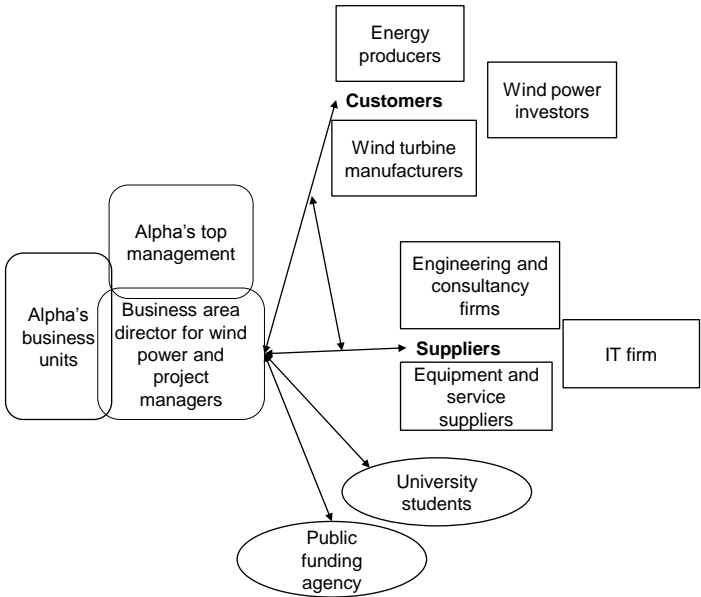 Energy
producers
Customers
Wind power
investors
Wind turbine
manufacturers
Alpha's top
management
Alpha's
business
units
Business area
director for wind
power and
project
managers
Engineering and
consultancy
firms
Suppliers
IT firm
Equipment and
service
suppliers
University
students
Public
funding
agency